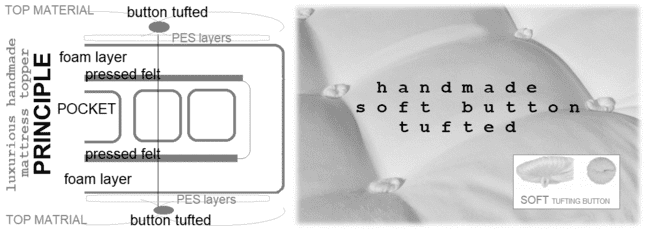 TOP MATERIAL
button tufted
PES layers
foam layer
pressed felt
luxurious handmade
mattress topper
PRINCIPLE
POCKET
pressed felt
foam layer
PES layers
TOP MATRIAL
button tufted
handmade
soft button
tufted
SOFT TUFTING BUTTON